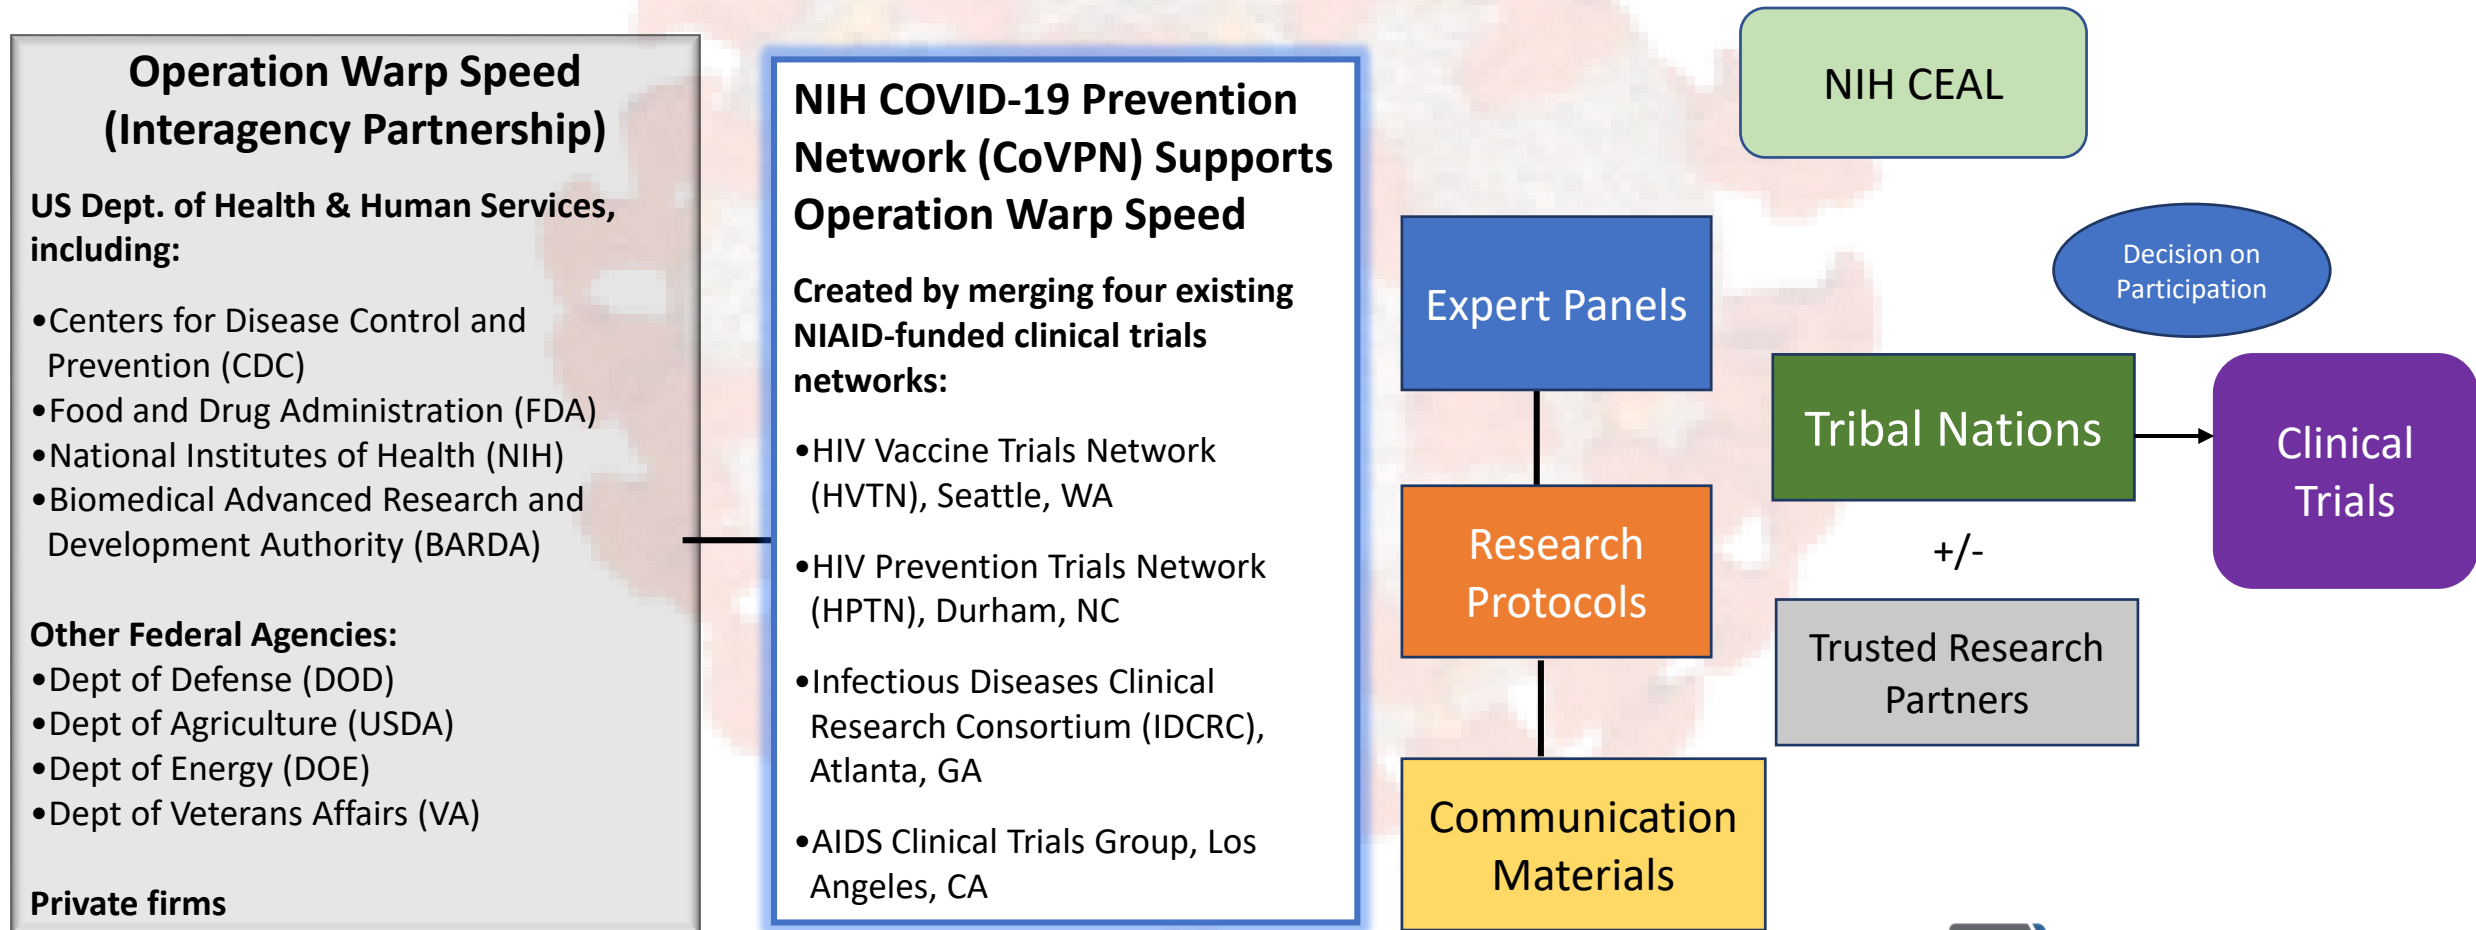 Operation Warp Speed
(Interagency Partnership)
US Dept. of Health & Human Services,
including:
•Centers for Disease Control and
Prevention (CDC)
•Food and Drug Administration (FDA)
•National Institutes of Health (NIH)
•Biomedical Advanced Research and
Development Authority (BARDA)
Other Federal Agencies:
•Dept of Defense (DOD)
•Dept of Agriculture (USDA)
•Dept of Energy (DOE)
•Dept of Veterans Affairs (VA)
Private firms
NIH COVID-19 Prevention
Network (CoVPN) Supports
Operation Warp Speed
Created by merging four existing
NIAID-funded clinical trials
networks:
•HIV Vaccine Trials Network
(HVTN), Seattle, WA
•HIV Prevention Trials Network
(HPTN), Durham, NC
•Infectious Diseases Clinical
Research Consortium (IDCRC),
Atlanta, GA
•AIDS Clinical Trials Group, Los
Angeles, CA
Expert Panels
Research
Protocols
Communication
Materials
NIH CEAL
Decision on
Participation
Tribal Nations
+/-
Trusted Research
Partners
Clinical
Trials